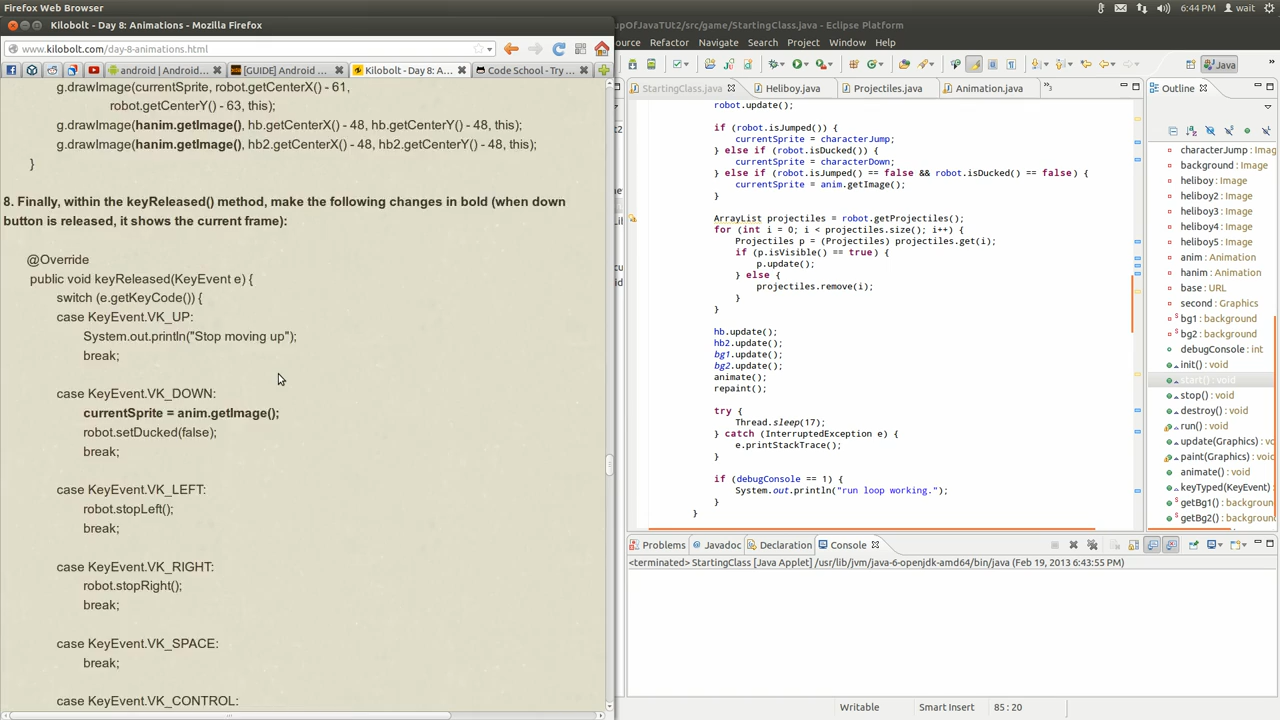 Firefox Web Browser
6:44 PM
wait
Kilobolt - Day 8: Animations - Mozilla Firefox
www.kilobolt.com/day-8-animations.html
android | Android...
[GUIDE] Android ...
Kilobolt - Day 8: A...
Code School - Try ...
g.drawImage(currentSprite, robot.getCenterX() - 61,
robot.getCenterY() - 63, this);
g.drawImage(hanim.getImage(), hb.getCenterX() - 48, hb.getCenterY() - 48, this);
g.drawImage(hanim.getImage(), hb2.getCenterX() - 48, hb2.getCenterY() - 48, this);
}
8. Finally, within the keyReleased() method, make the following changes in bold (when down
button is released, it shows the current frame):
@Override
public void keyReleased(KeyEvent e) {
switch (e.getKeyCode()) {
case KeyEvent.VK_UP:
System.out.println("Stop moving up");
break;
case KeyEvent.VK_DOWN:
currentSprite = anim.getImage();
robot.setDucked(false);
break;
case KeyEvent.VK_LEFT:
robot.stopLeft();
break;
case KeyEvent.VK_RIGHT:
robot.stopRight();
break;
case KeyEvent.VK_SPACE:
break;
case KeyEvent.VK_CONTROL:
upOfJavaTUt2/src/game/StartingClass.java - Eclipse Platform
ource Refactor Navigate Search Project Window Help
Java
StartingClass.java
Heliboy.java
Projectiles.java
Animation.java
»3
robot.update();
if (robot.isJumped()) {
currentSprite = characterJump;
} else if (robot.isDucked()) {
currentSprite = characterDown;
} else if (robot.isJumped() == false && robot.isDucked() == false) {
currentSprite = anim.getImage();
}
ArrayList projectiles = robot.getProjectiles();
for (int i = 0; i < projectiles.size(); i++) {
Projectiles p = (Projectiles) projectiles.get(i);
if (p.isVisible() == true) {
p.update();
} else {
projectiles.remove(i);
}
}
hb.update();
hb2.update();
bg1.update();
bg2.update();
animate();
repaint();
try {
Thread.sleep(17);
} catch (InterruptedException e) {
e.printStackTrace();
}
if (debugConsole == 1) {
System.out.println("run loop working.");
}
}
Outline
characterJump : Imag
background : Image
heliboy : Image
heliboy2 : Image
heliboy3 : Image
heliboy4 : Image
heliboy5 : Image
anim : Animation
hanim : Animation
base : URL
second : Graphics
bg1 : background
bg2 : background
debugConsole : int
init() : void
start() : void
stop() : void
destroy() : void
run() : void
update(Graphics) : void
paint(Graphics) : void
animate() : void
keyTyped(KeyEvent) :
getBg1() : background
getBg2() : background
Problems
Javadoc
Declaration
Console
<terminated> StartingClass [Java Applet] /usr/lib/jvm/java-6-openjdk-amd64/bin/java (Feb 19, 2013 6:43:55 PM)
Writable
Smart Insert
85 : 20